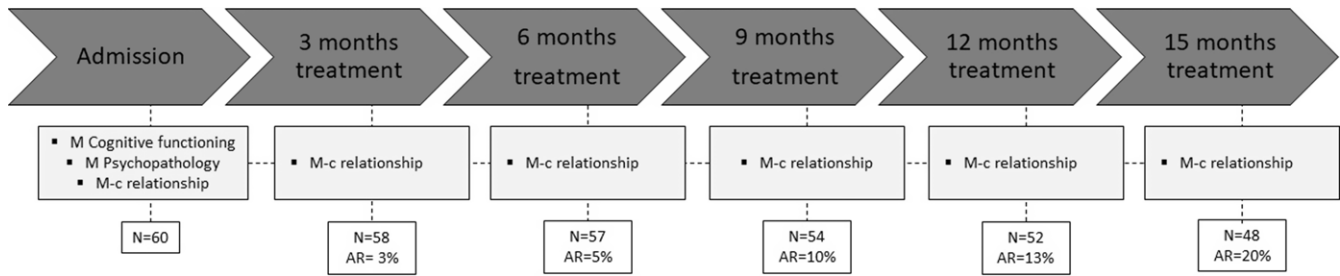 Admission
3 months
treatment
6 months
treatment
9 months
treatment
12 months
treatment
15 months
treatment
▪ M Cognitive functioning
▪ M Psychopathology
▪ M-c relationship
▪ M-c relationship
▪ M-c relationship
▪ M-c relationship
▪ M-c relationship
▪ M-c relationship
N=60
N=58
AR= 3%
N=57
AR=5%
N=54
AR=10%
N=52
AR=13%
N=48
AR=20%